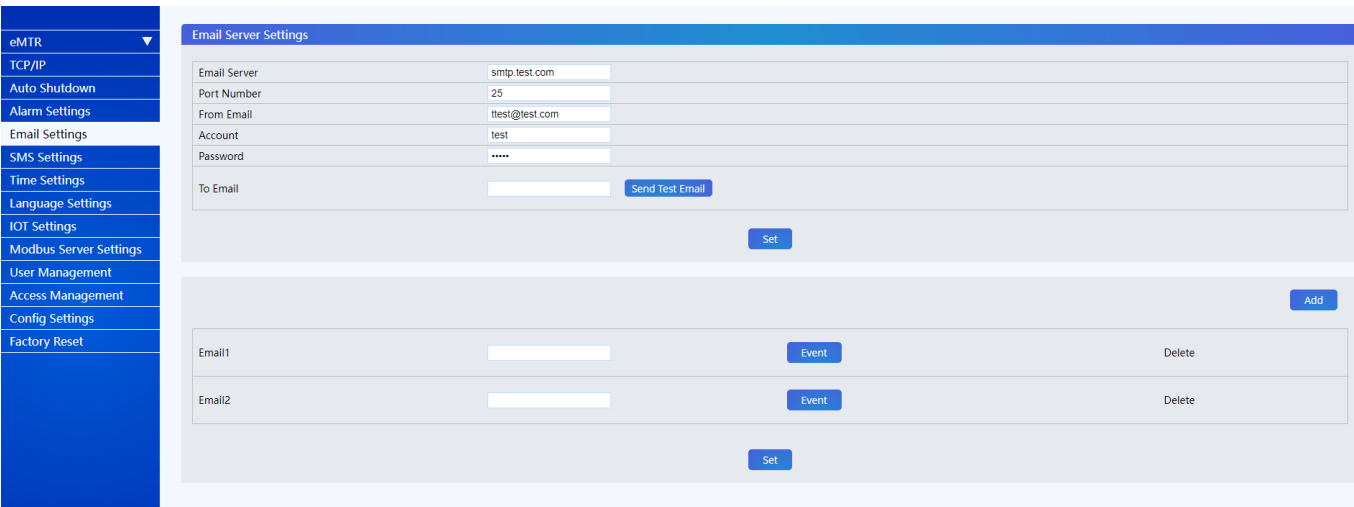 eMTR
TCP/IP
Auto Shutdown
Alarm Settings
Email Settings
SMS Settings
Time Settings
Language Settings
IOT Settings
Modbus Server Settings
User Management
Access Management
Config Settings
Factory Reset
Email Server Settings
Email Server smtp.test.com
Port Number 25
From Email ttest@test.com
Account test
Password •••••
To Email Send Test Email
Set
Add
Email1 Event Delete
Email2 Event Delete
Set